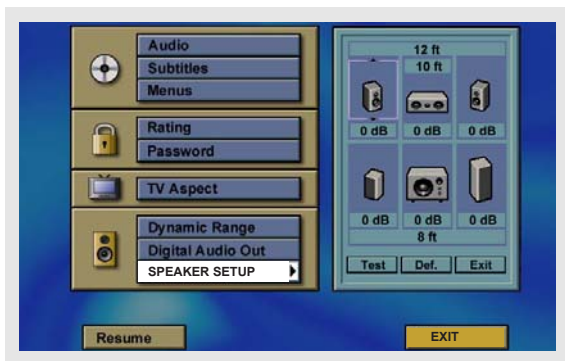 Audio
Subtitles
Menus
Rating
Password
TV Aspect
Dynamic Range
Digital Audio Out
SPEAKER SETUP
12 ft
10 ft
0 dB 0 dB 0 dB
0 dB 0 dB 0 dB
8 ft
Test Def. Exit
Resume
EXIT